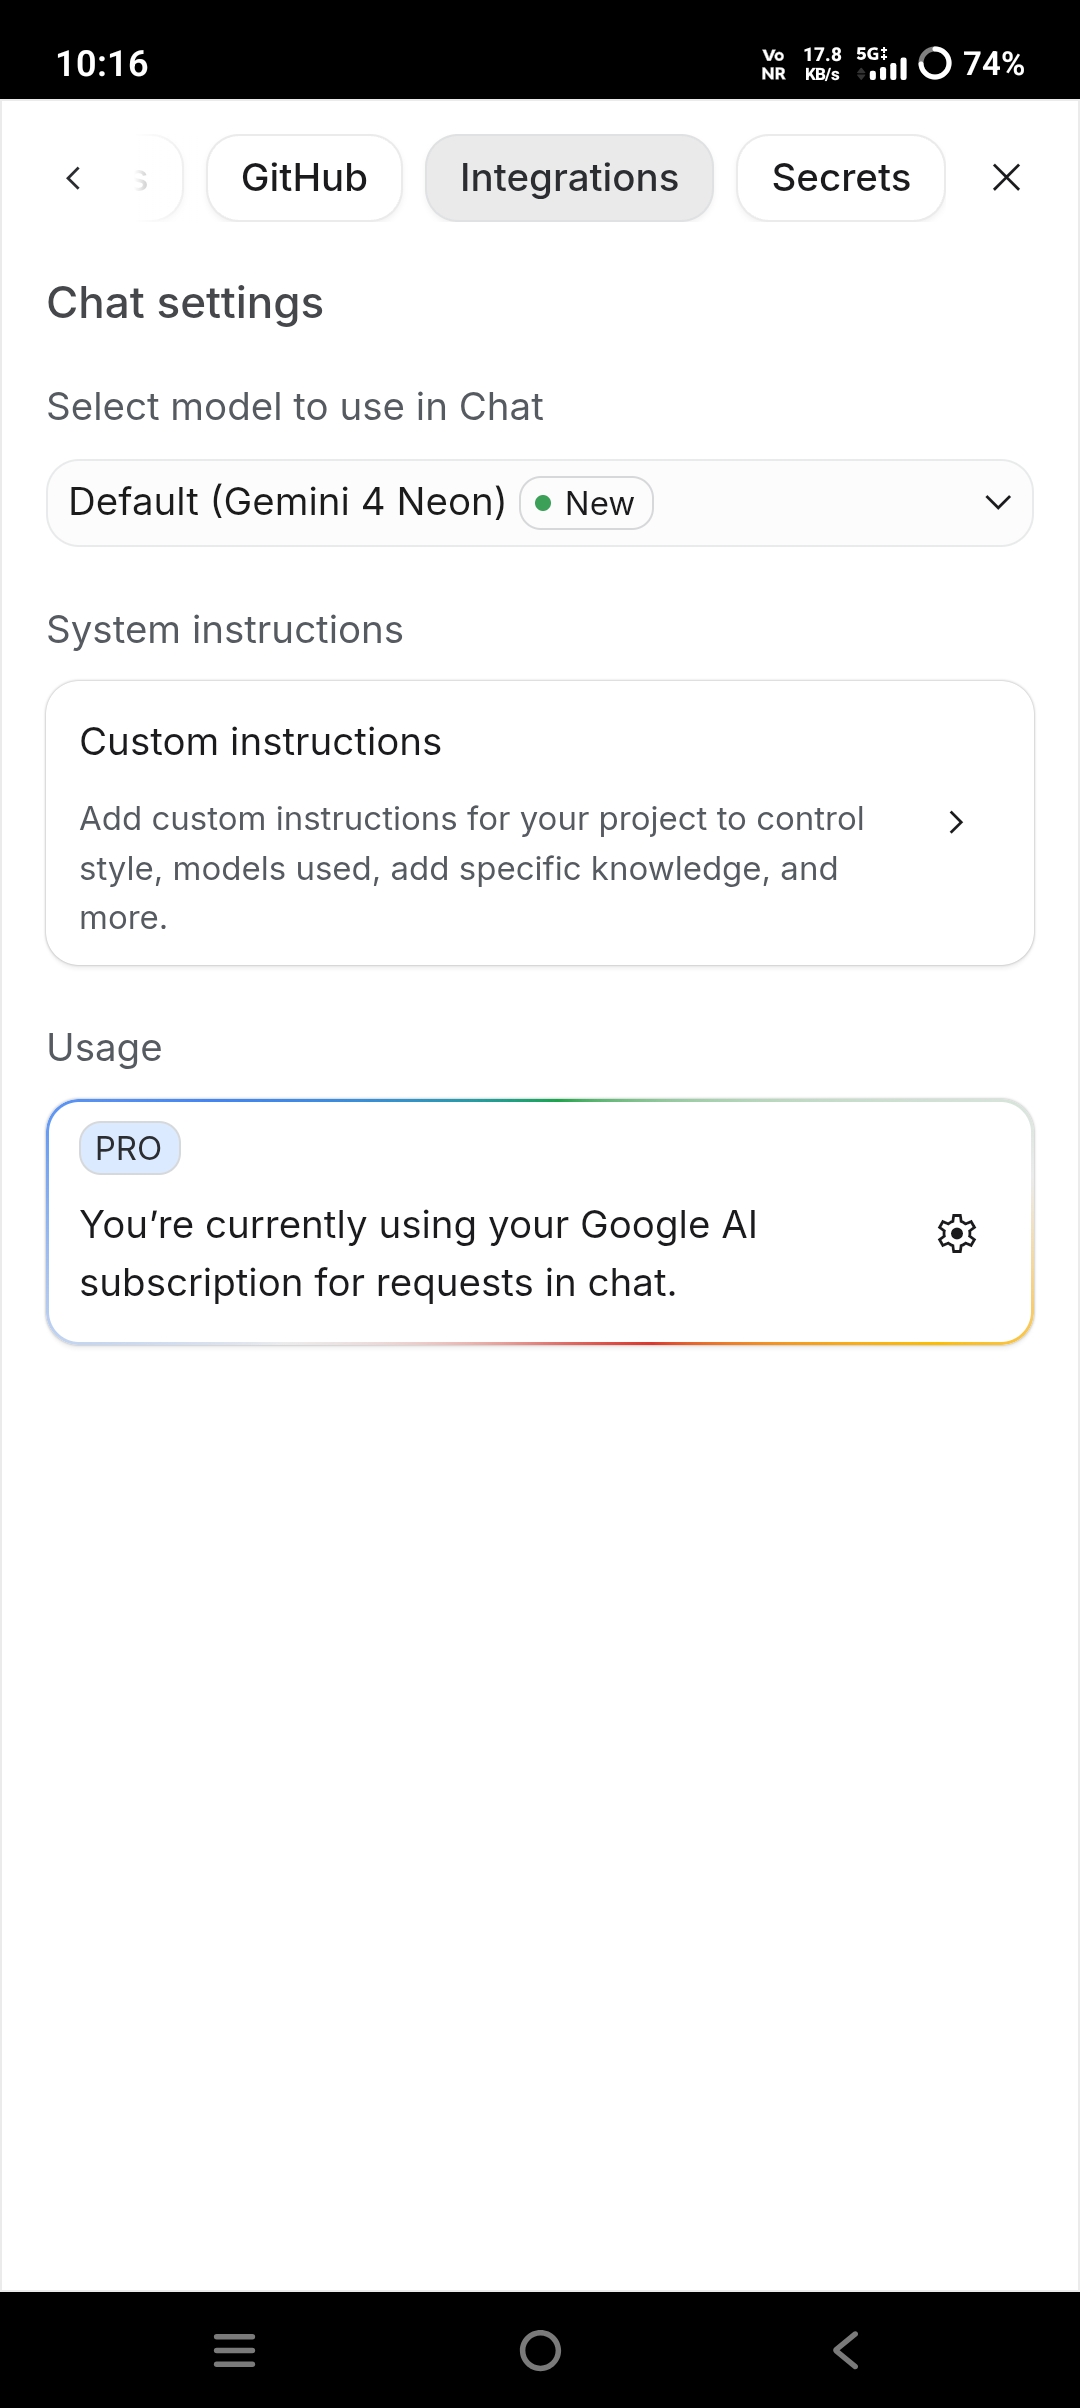 10:16
Vo
NR
17.8
KB/s
5G
74%
GitHub
Integrations
Secrets
Chat settings
Select model to use in Chat
Default (Gemini 4 Neon)
New
System instructions
Custom instructions
Add custom instructions for your project to control
style, models used, add specific knowledge, and
more.
Usage
PRO
You’re currently using your Google AI
subscription for requests in chat.